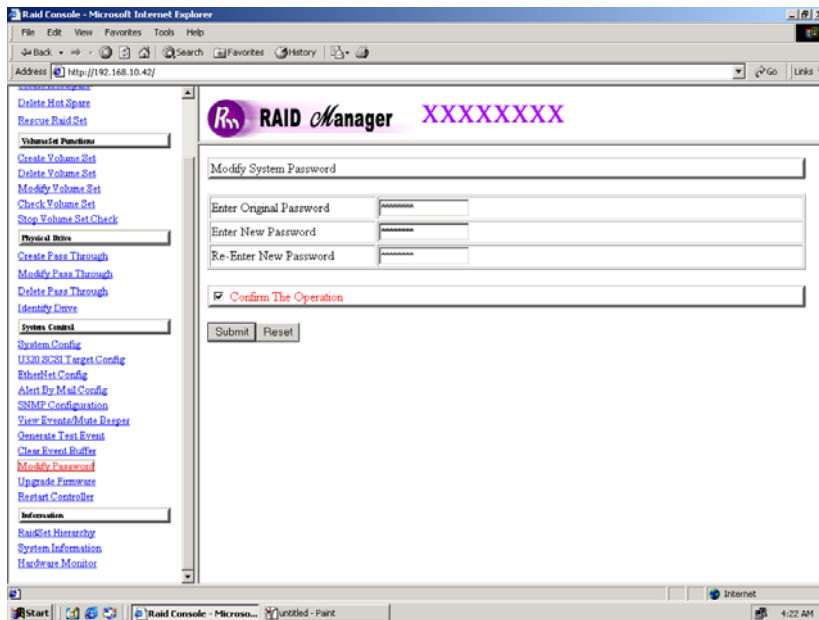 Raid Console - Microsoft Internet Explorer
File Edit View Favorites Tools Help
Back Search Favorites History
Address http://192.168.10.42/ Go Links
Delete Hot Spare
Rescue Raid Set
VolumeSet Functions
Create Volume Set
Delete Volume Set
Modify Volume Set
Check Volume Set
Stop Volume Set Check
Physical Drive
Create Pass Through
Modify Pass Through
Delete Pass Through
Identify Drive
System Control
System Config
U320 SCSI Target Config
EtherNet Config
Alert By Mail Config
SNMP Configuration
View Events/Mute Beeper
Generate Test Event
Clear Event Buffer
Modify Password
Upgrade Firmware
Restart Controller
Information
RaidSet Hierarchy
System Information
Hardware Monitor
Rm RAID Manager XXXXXXXX
Modify System Password
Enter Original Password
Enter New Password
Re-Enter New Password
Confirm The Operation
Submit Reset
Internet
Start Raid Console - Microso... untitled - Paint 4:22 AM